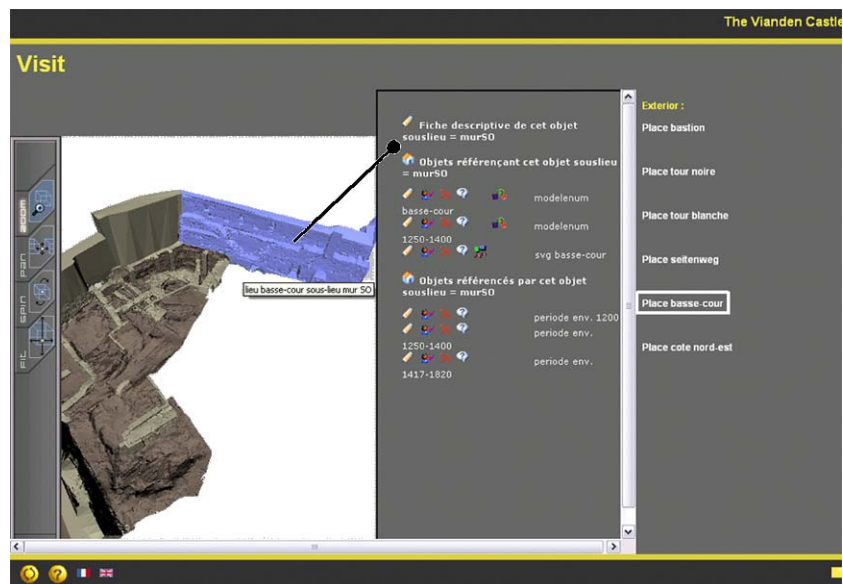 The Vianden Castle
Visit
ZOOM
PAN
SPIN
FIT
lieu basse-cour sous-lieu mur SO
Fiche descriptive de cet objet
souslieu = murSO
Objets référençant cet objet souslieu
= murSO
modelenum
basse-cour
modelenum
1250-1400
svg basse-cour
Objets référencés par cet objet
souslieu = murSO
periode env. 1200
periode env.
1250-1400
periode env.
1417-1820
Exterior :
Place bastion
Place tour noire
Place tour blanche
Place seitenweg
Place basse-cour
Place cote nord-est